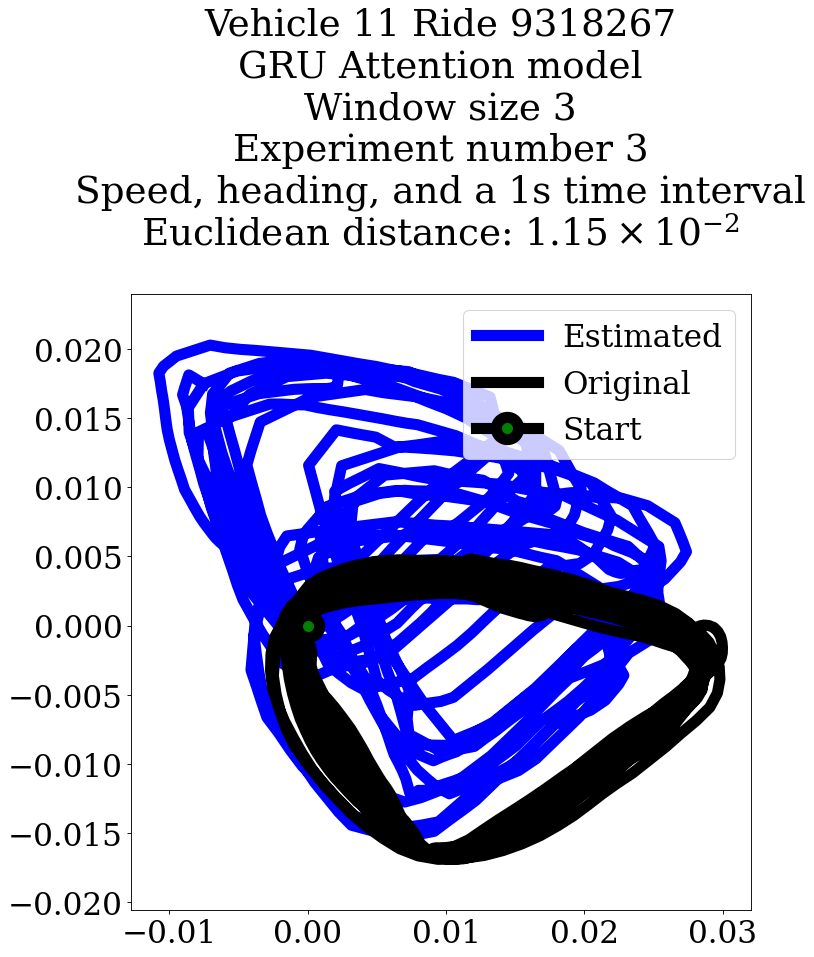 Vehicle 11 Ride 9318267
GRU Attention model
Window size 3
Experiment number 3
Speed, heading, and a 1s time interval
Euclidean distance: 1.15 × 10⁻²
Estimated
Original
Start
0.020
0.015
0.010
0.005
0.000
−0.005
−0.010
−0.015
−0.020
−0.01 0.00 0.01 0.02 0.03